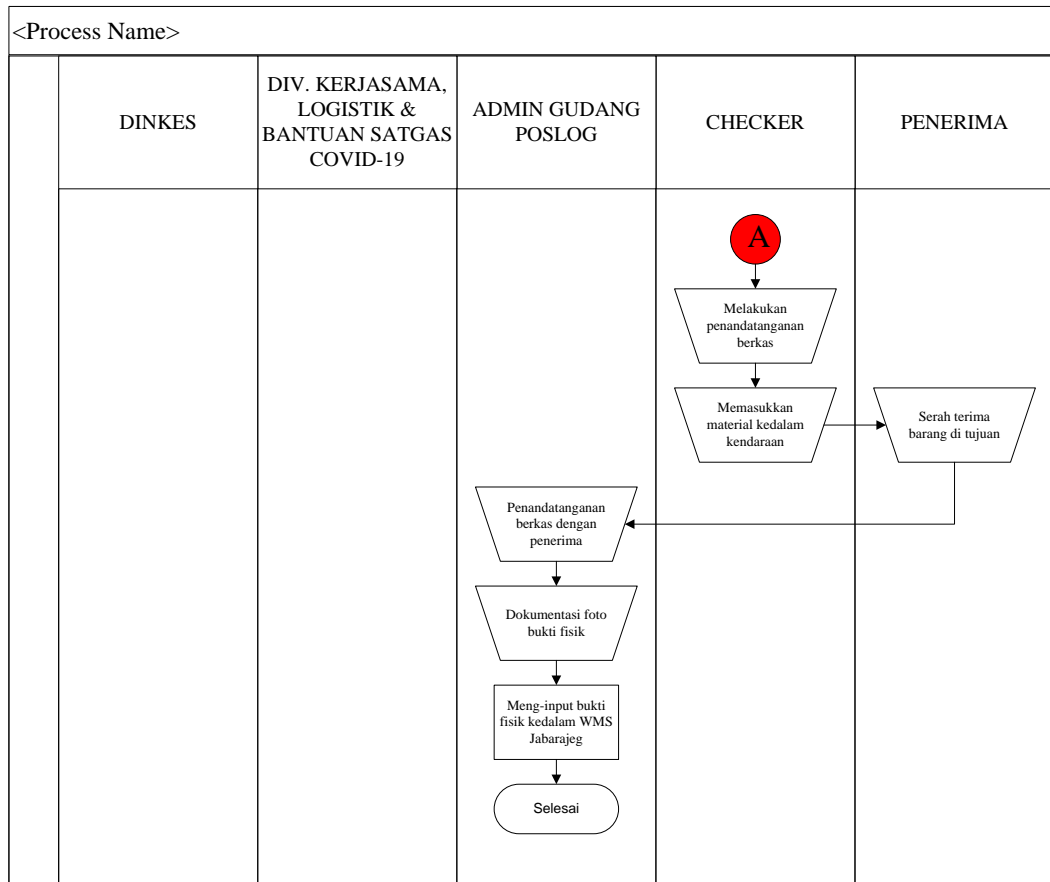 <Process Name>
DINKES
DIV. KERJASAMA,
LOGISTIK &
BANTUAN SATGAS
COVID-19
ADMIN GUDANG
POSLOG
CHECKER
PENERIMA
A
Melakukan
penandatanganan
berkas
Memasukkan
material kedalam
kendaraan
Serah terima
barang di tujuan
Penandatanganan
berkas dengan
penerima
Dokumentasi foto
bukti fisik
Meng-input bukti
fisik kedalam WMS
Jabarajeg
Selesai